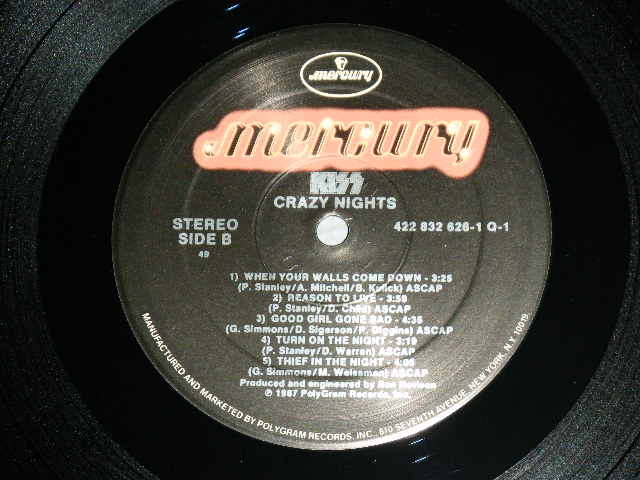 mercury
mercury
KISS
CRAZY NIGHTS
STEREO
SIDE B
49
422 832 626-1 Q-1
1) WHEN YOUR WALLS COME DOWN - 3:25
(P. Stanley/A. Mitchell/B. Kulick) ASCAP
2) REASON TO LIVE - 3:59
(P. Stanley/D. Child) ASCAP
3) GOOD GIRL GONE BAD - 4:35
(G. Simmons/D. Sigerson/P. Diggins) ASCAP
4) TURN ON THE NIGHT - 3:19
(P. Stanley/D. Warren) ASCAP
5) THIEF IN THE NIGHT - 4:05
(G. Simmons/M. Weissman) ASCAP
Produced and engineered by Ron Nevison
℗ 1987 PolyGram Records, Inc.
MANUFACTURED AND MARKETED BY POLYGRAM RECORDS, INC., 810 SEVENTH AVENUE, NEW YORK, N.Y. 10019